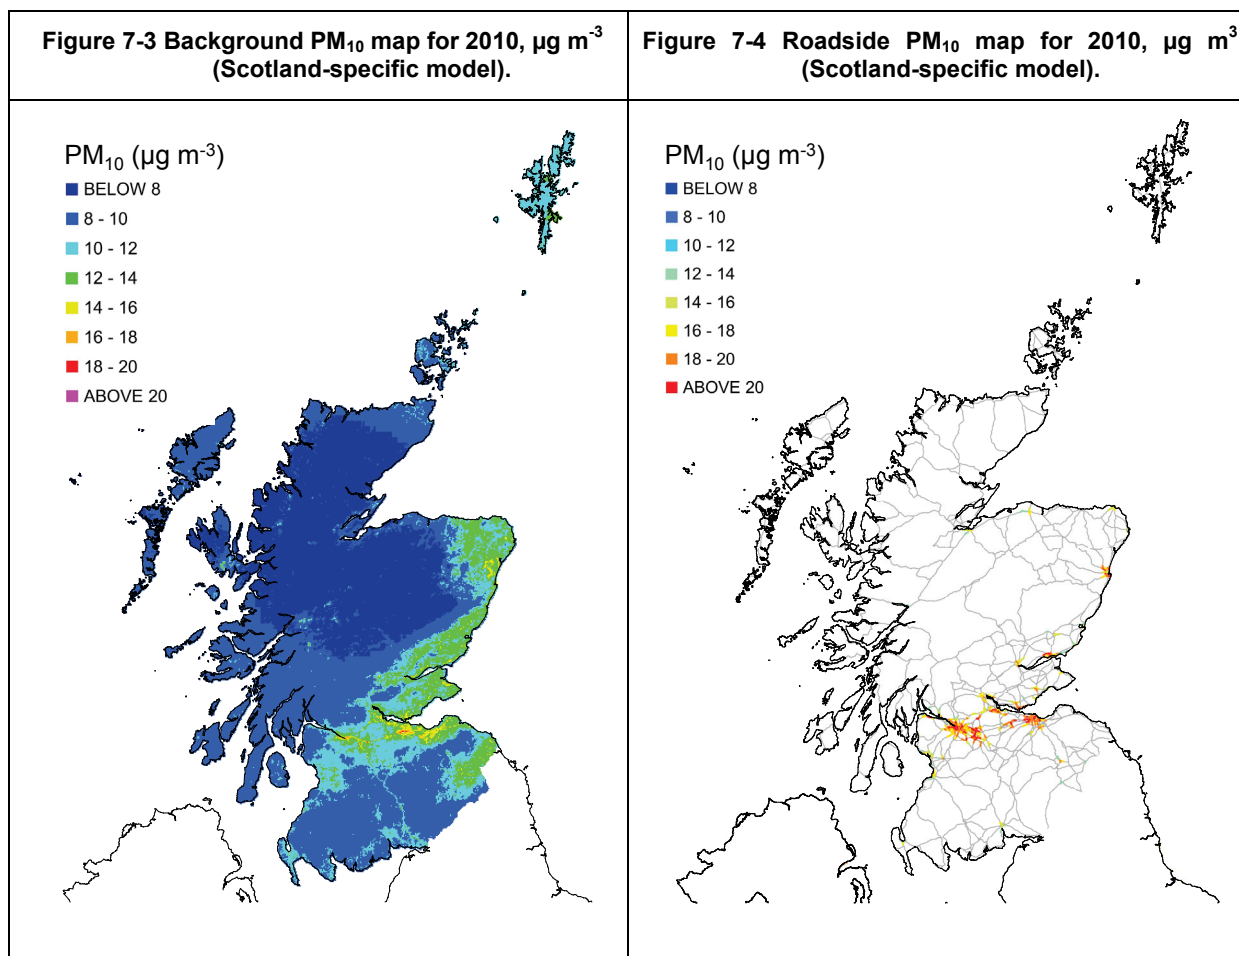 Figure 7-3 Background PM₁₀ map for 2010, µg m⁻³
(Scotland-specific model).
Figure 7-4 Roadside PM₁₀ map for 2010, µg m³
(Scotland-specific model).
PM₁₀ (µg m⁻³)
BELOW 8
8 - 10
10 - 12
12 - 14
14 - 16
16 - 18
18 - 20
ABOVE 20
PM₁₀ (µg m⁻³)
BELOW 8
8 - 10
10 - 12
12 - 14
14 - 16
16 - 18
18 - 20
ABOVE 20